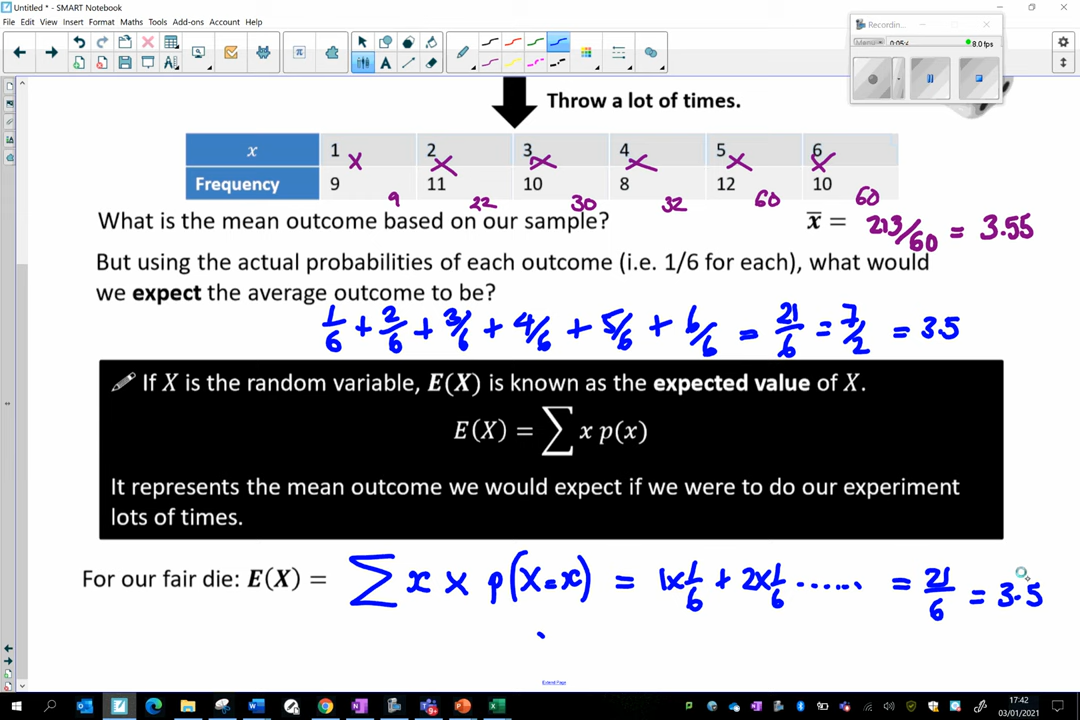 Untitled * - SMART Notebook
File Edit View Insert Format Maths Tools Add-ons Account Help
Recordin...
0:05:4
8.0 fps
Throw a lot of times.
x 1 2 3 4 5 6
Frequency 9 11 10 8 12 10
× × × × × ×
9 22 30 32 60 60
What is the mean outcome based on our sample? x̅ = 213/60 = 3.55
But using the actual probabilities of each outcome (i.e. 1/6 for each), what would
we expect the average outcome to be?
1/6 + 2/6 + 3/6 + 4/6 + 5/6 + 6/6 = 21/6 = 7/2 = 3.5
If X is the random variable, E(X) is known as the expected value of X.
E(X) = ∑ x p(x)
It represents the mean outcome we would expect if we were to do our experiment
lots of times.
For our fair die: E(X) = ∑ x × p(X=x) = 1×1/6 + 2×1/6 ...... = 21/6 = 3.5
Extend Page
17:42
03/01/2021